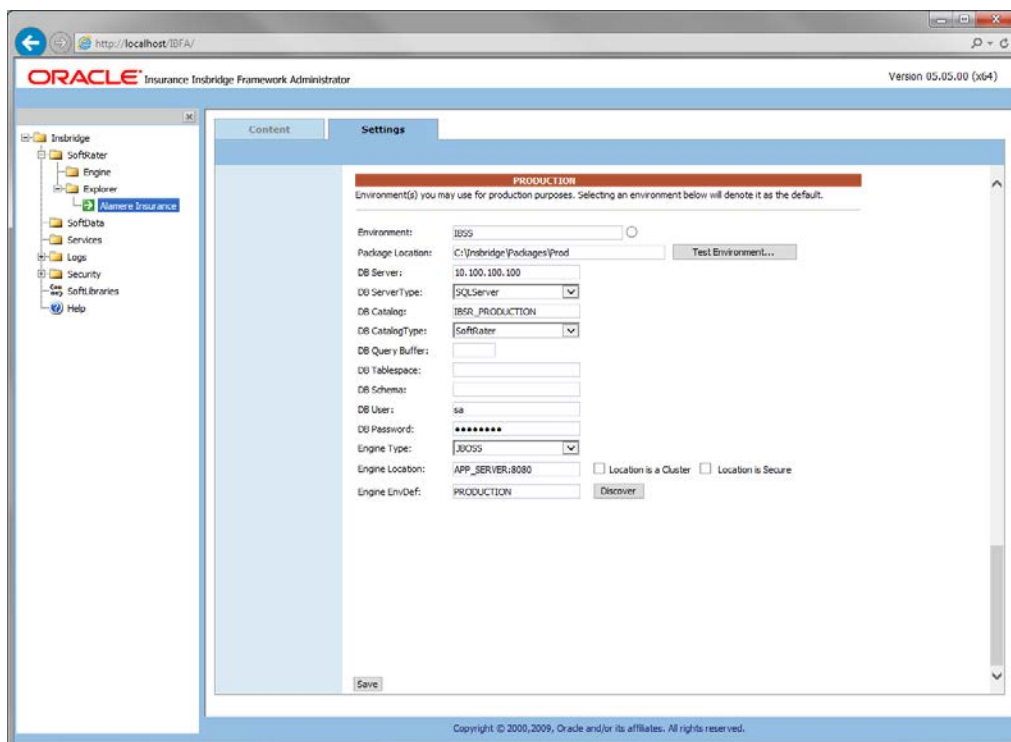 http://localhost/IBFA/
ORACLE Insurance Insbridge Framework Administrator
Version 05.05.00 (x64)
Insbridge
SoftRater
Engine
Explorer
Alamere Insurance
SoftData
Services
Logs
Security
SoftLibraries
Help
Content
Settings
PRODUCTION
Environment(s) you may use for production purposes. Selecting an environment below will denote it as the default.
Environment: IBSS
Package Location: C:\Insbridge\Packages\Prod Test Environment...
DB Server: 10.100.100.100
DB ServerType: SQLServer
DB Catalog: IBSR_PRODUCTION
DB CatalogType: SoftRater
DB Query Buffer:
DB Tablespace:
DB Schema:
DB User: sa
DB Password: ••••••••
Engine Type: JBOSS
Engine Location: APP_SERVER:8080 Location is a Cluster Location is Secure
Engine EnvDef: PRODUCTION Discover
Save
Copyright © 2000,2009, Oracle and/or its affiliates. All rights reserved.